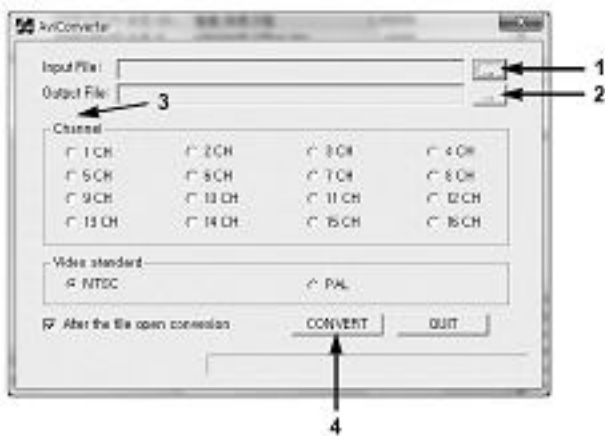 AviConverter
Input File:
1
Output File:
2
3
Channel
1 CH 2 CH 3 CH 4 CH
5 CH 6 CH 7 CH 8 CH
9 CH 10 CH 11 CH 12 CH
13 CH 14 CH 15 CH 16 CH
Video standard
NTSC PAL
After the file open conversion CONVERT QUIT
4